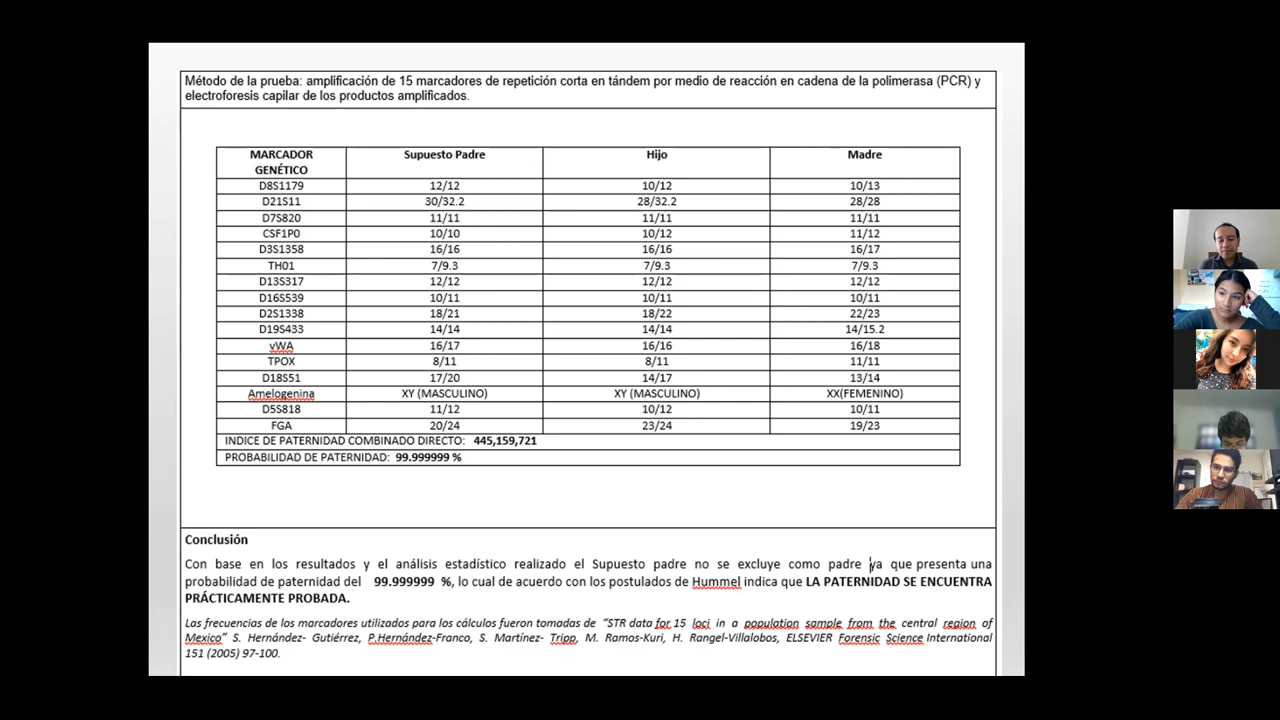 Método de la prueba: amplificación de 15 marcadores de repetición corta en tándem por medio de reacción en cadena de la polimerasa (PCR) y
electroforesis capilar de los productos amplificados.
MARCADOR GENÉTICO Supuesto Padre Hijo Madre
D8S1179 12/12 10/12 10/13
D21S11 30/32.2 28/32.2 28/28
D7S820 11/11 11/11 11/11
CSF1P0 10/10 10/12 11/12
D3S1358 16/16 16/16 16/17
TH01 7/9.3 7/9.3 7/9.3
D13S317 12/12 12/12 12/12
D16S539 10/11 10/11 10/11
D2S1338 18/21 18/22 22/23
D19S433 14/14 14/14 14/15.2
vWA 16/17 16/16 16/18
TPOX 8/11 8/11 11/11
D18S51 17/20 14/17 13/14
Amelogenina XY (MASCULINO) XY (MASCULINO) XX(FEMENINO)
D5S818 11/12 10/12 10/11
FGA 20/24 23/24 19/23
INDICE DE PATERNIDAD COMBINADO DIRECTO: 445,159,721
PROBABILIDAD DE PATERNIDAD: 99.999999 %
Conclusión
Con base en los resultados y el análisis estadístico realizado el Supuesto padre no se excluye como padre ya que presenta una
probabilidad de paternidad del 99.999999 %, lo cual de acuerdo con los postulados de Hummel indica que LA PATERNIDAD SE ENCUENTRA
PRÁCTICAMENTE PROBADA.
Las frecuencias de los marcadores utilizados para los cálculos fueron tomadas de "STR data for 15 loci in a population sample from the central region of
Mexico" S. Hernández- Gutiérrez, P.Hernández-Franco, S. Martínez- Tripp, M. Ramos-Kuri, H. Rangel-Villalobos, ELSEVIER Forensic Science International
151 (2005) 97-100.